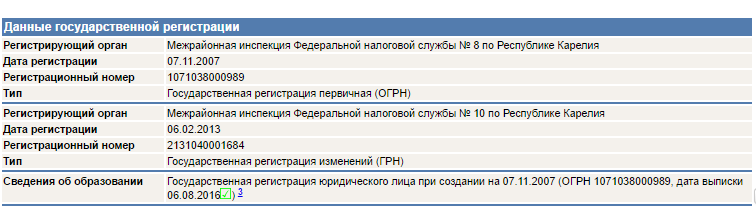 Данные государственной регистрации
Регистрирующий орган Межрайонная инспекция Федеральной налоговой службы № 8 по Республике Карелия
Дата регистрации 07.11.2007
Регистрационный номер 1071038000989
Тип Государственная регистрация первичная (ОГРН)
Регистрирующий орган Межрайонная инспекция Федеральной налоговой службы № 10 по Республике Карелия
Дата регистрации 06.02.2013
Регистрационный номер 2131040001684
Тип Государственная регистрация изменений (ГРН)
Сведения об образовании Государственная регистрация юридического лица при создании на 07.11.2007 (ОГРН 1071038000989, дата выписки
06.08.2016☑) 3